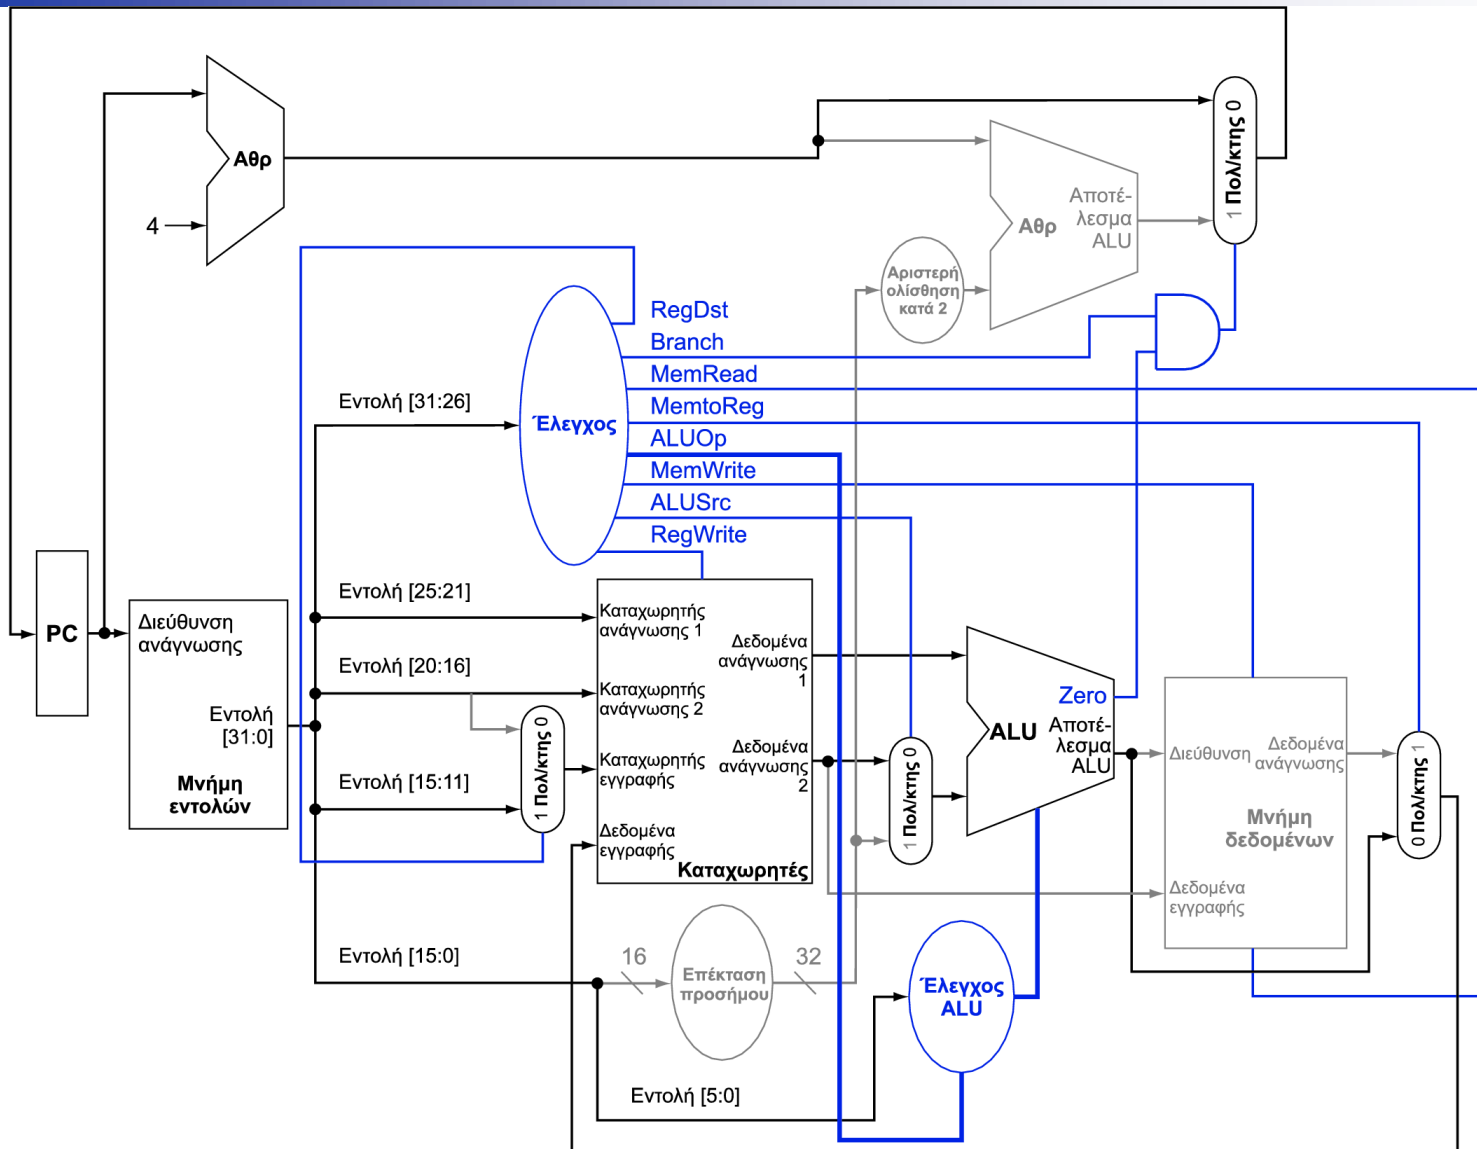 Αθρ
4
1 Πολ/κτης 0
Αποτέ-
λεσμα
ALU
Αθρ
Αριστερή
ολίσθηση
κατά 2
RegDst
Branch
MemRead
MemtoReg
ALUOp
MemWrite
ALUSrc
RegWrite
Έλεγχος
Εντολή [31:26]
Εντολή [25:21]
Εντολή [20:16]
Εντολή [15:11]
Εντολή [15:0]
PC
Διεύθυνση
ανάγνωσης
Εντολή
[31:0]
Μνήμη
εντολών
1 Πολ/κτης 0
Καταχωρητής
ανάγνωσης 1
Καταχωρητής
ανάγνωσης 2
Καταχωρητής
εγγραφής
Δεδομένα
εγγραφής
Δεδομένα
ανάγνωσης
1
Δεδομένα
ανάγνωσης
2
Καταχωρητές
1 Πολ/κτης 0
Zero
ALU
Αποτέ-
λεσμα
ALU
Διεύθυνση
Δεδομένα
ανάγνωσης
Μνήμη
δεδομένων
Δεδομένα
εγγραφής
0 Πολ/κτης 1
16
Επέκταση
προσήμου
32
Έλεγχος
ALU
Εντολή [5:0]